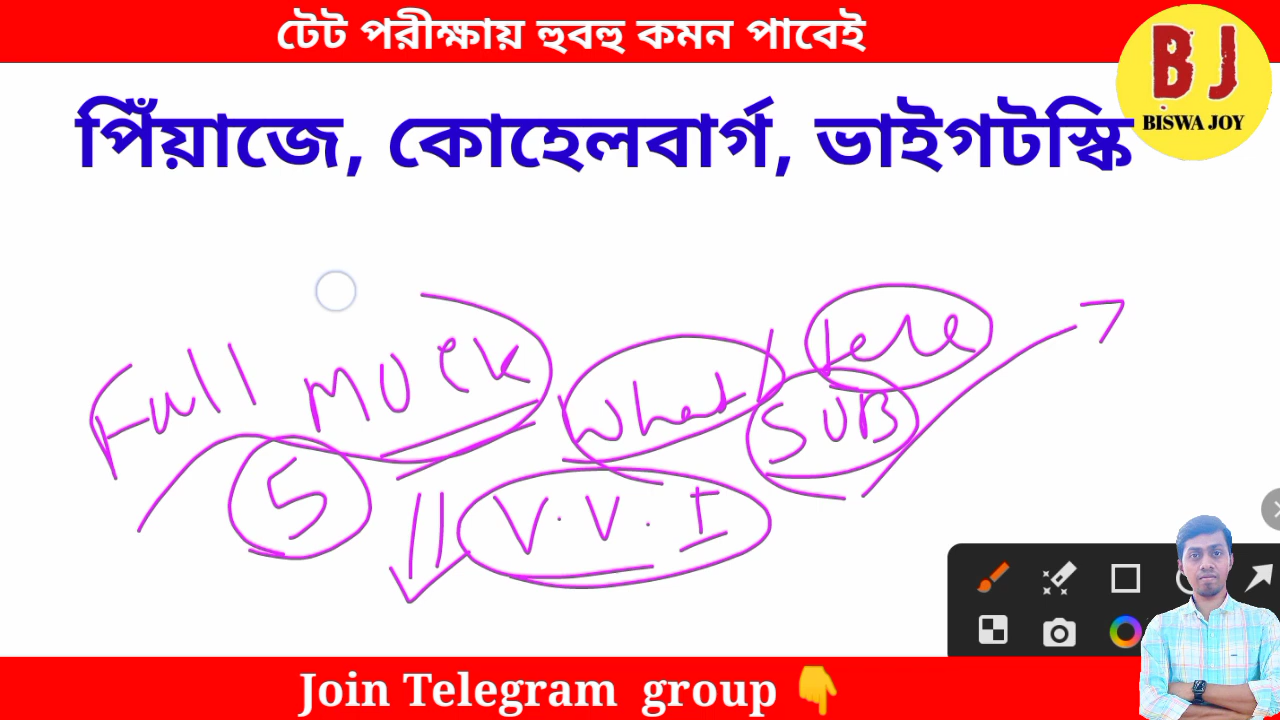 টেট পরীক্ষায় হুবহু কমন পাবেই
BJ
BISWA JOY
পিঁয়াজে, কোহেলবার্গ, ভাইগটস্কি
Full MOCK What / tele
5 V.V.I SUB
Join Telegram group 👇